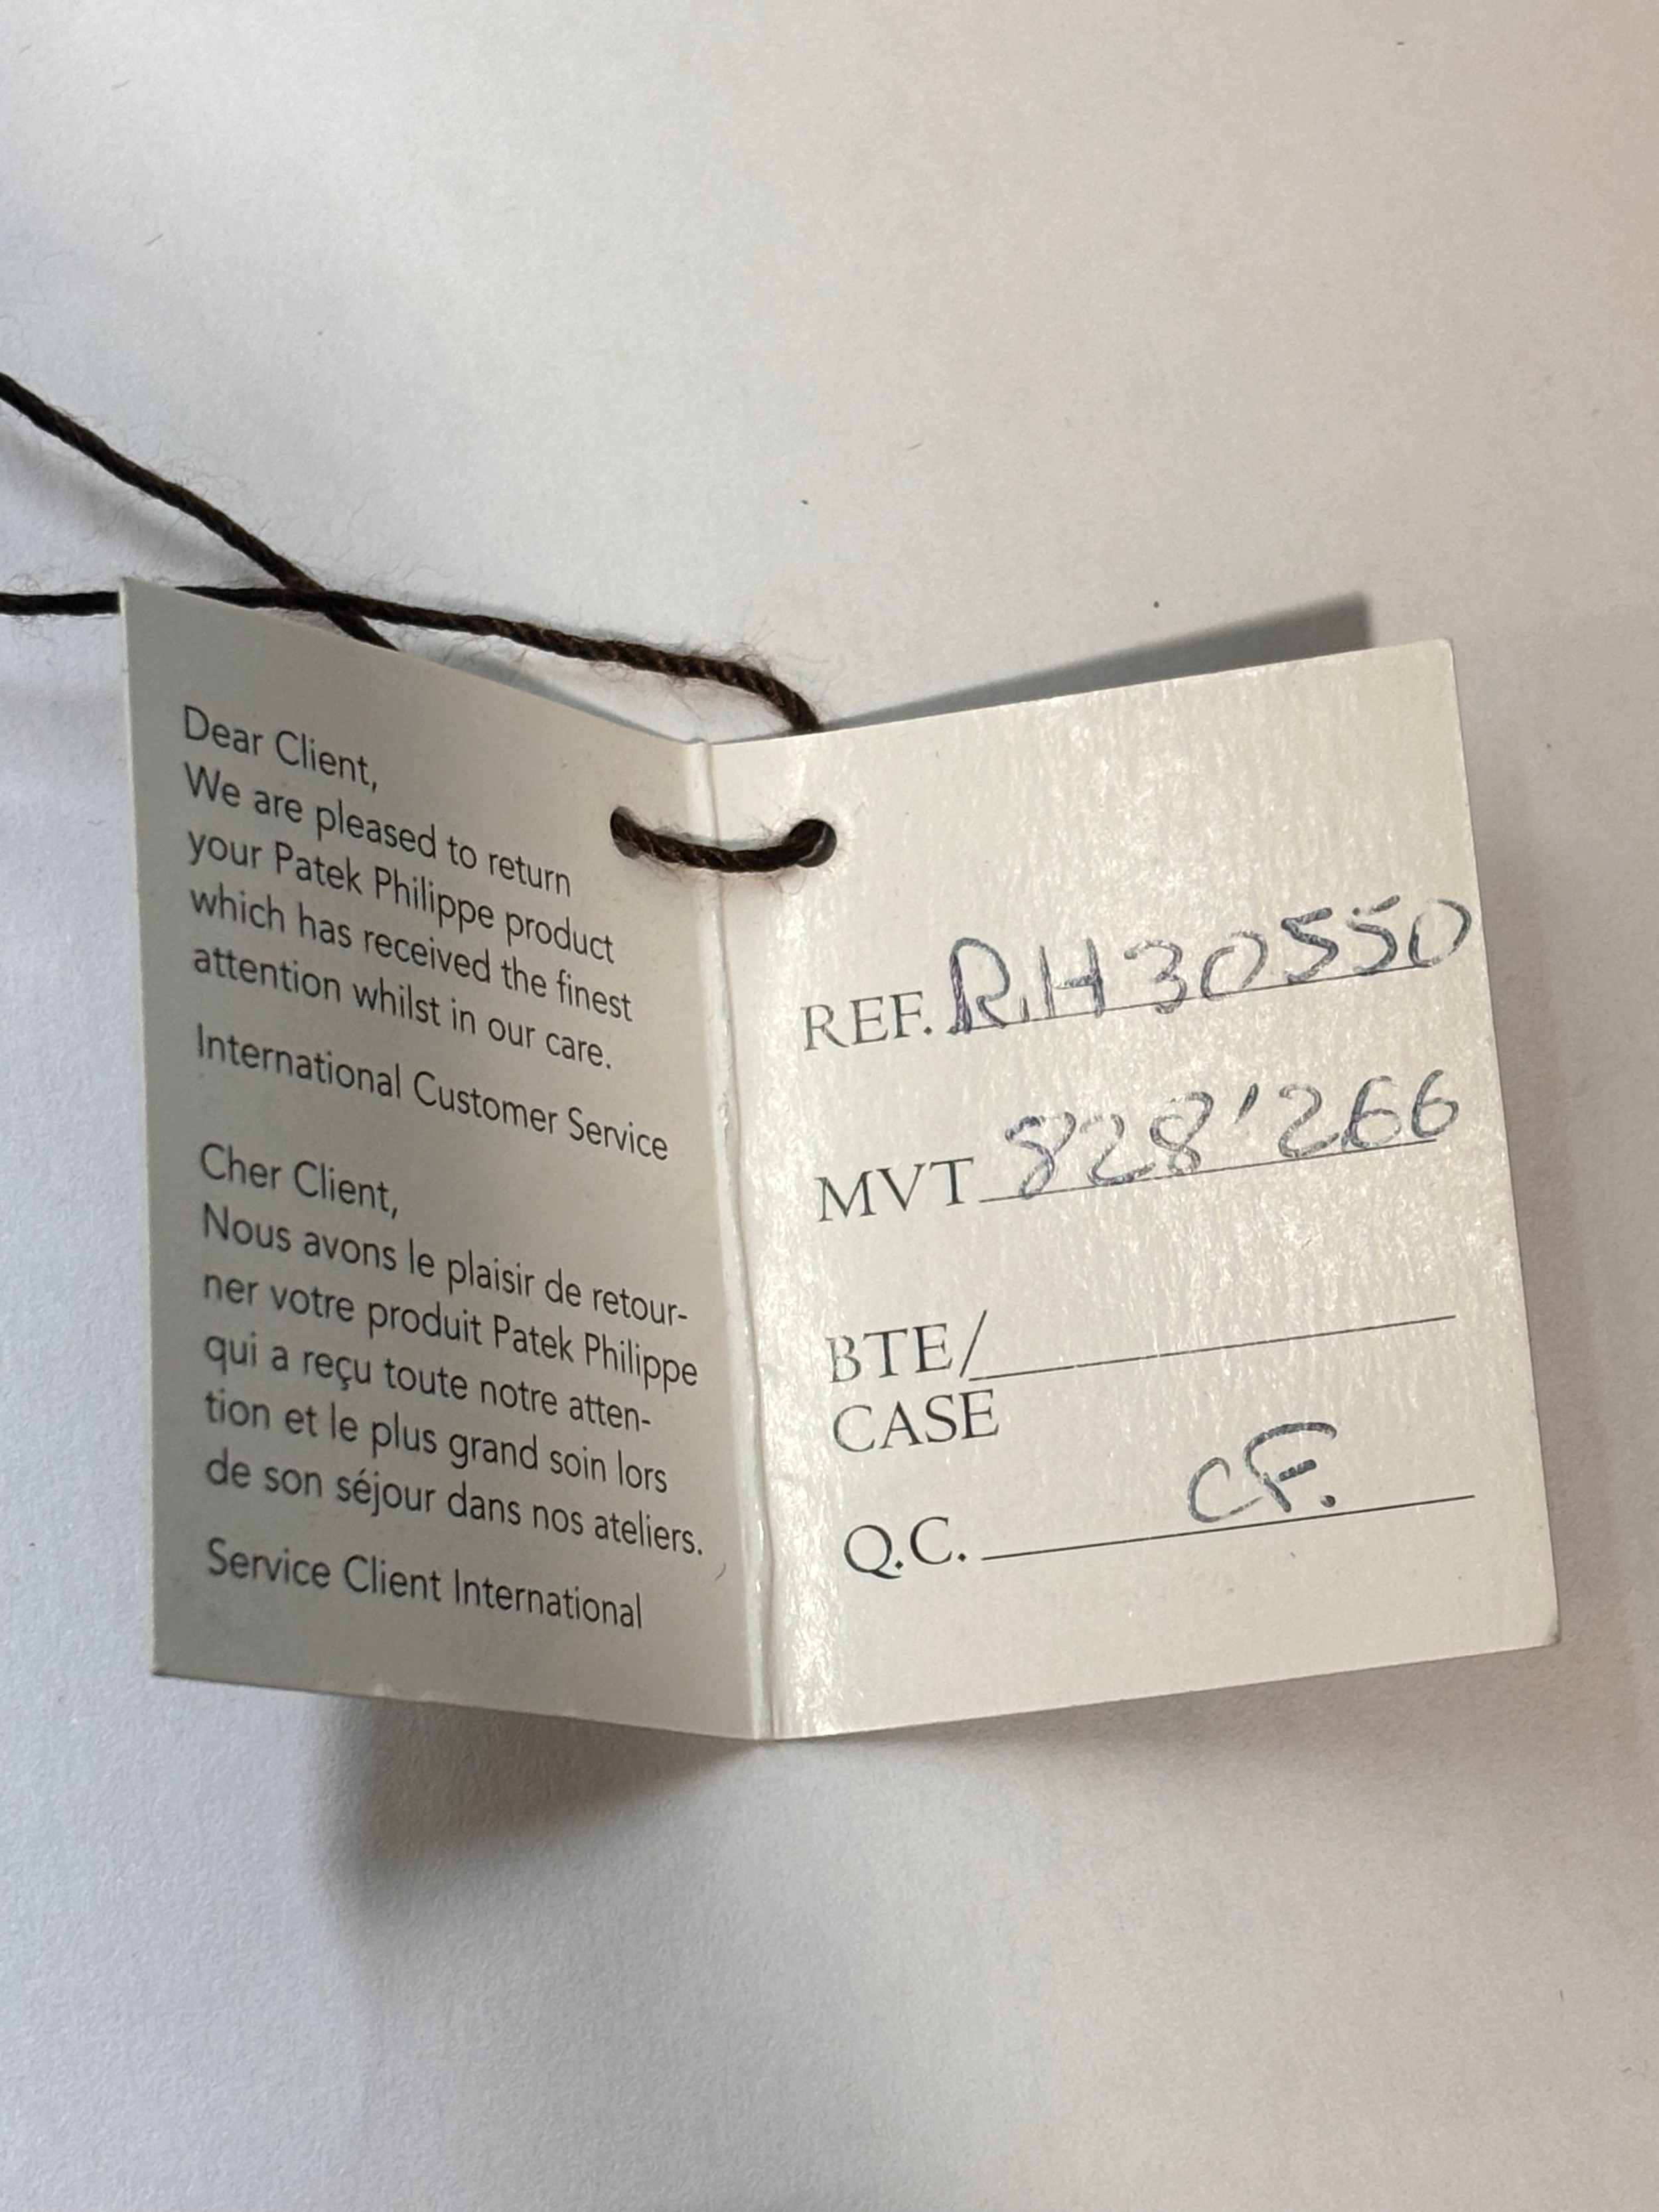 Dear Client,
We are pleased to return
your Patek Philippe product
which has received the finest
attention whilst in our care.
International Customer Service
Cher Client,
Nous avons le plaisir de retour-
ner votre produit Patek Philippe
qui a reçu toute notre atten-
tion et le plus grand soin lors
de son séjour dans nos ateliers.
Service Client International
REF. RH 30550
MVT 828'266
BTE/
CASE
Q.C. CF.